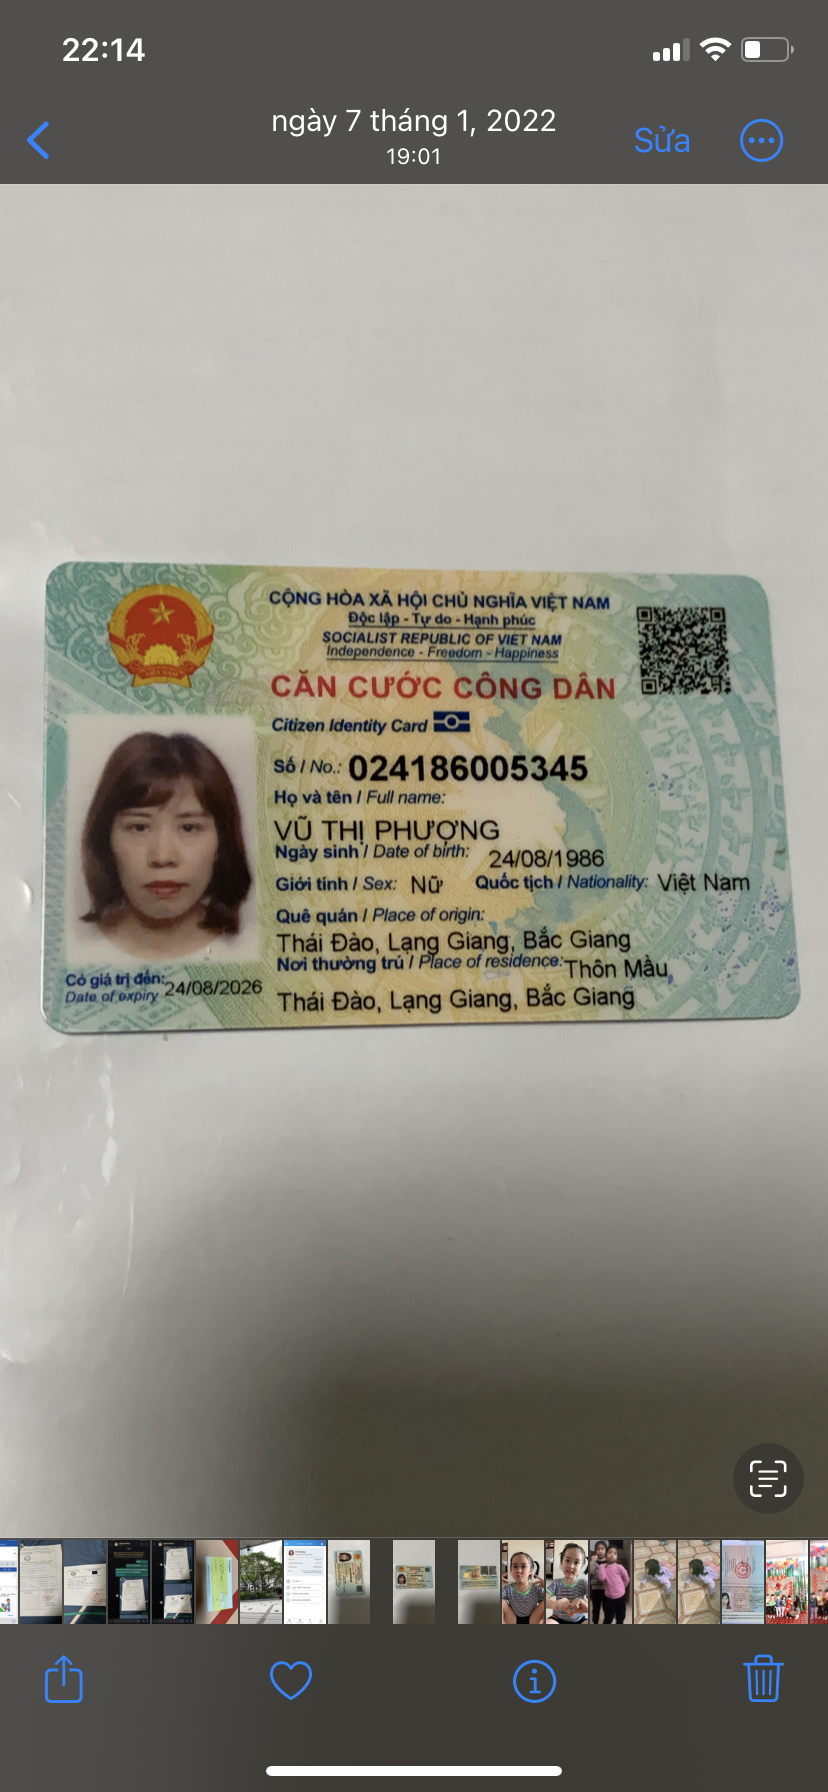 22:14
ngày 7 tháng 1, 2022
19:01
Sửa
CỘNG HÒA XÃ HỘI CHỦ NGHĨA VIỆT NAM
Độc lập - Tự do - Hạnh phúc
SOCIALIST REPUBLIC OF VIET NAM
Independence - Freedom - Happiness
CĂN CƯỚC CÔNG DÂN
Citizen Identity Card
Số / No.: 024186005345
Họ và tên / Full name:
VŨ THỊ PHƯỢNG
Ngày sinh / Date of birth: 24/08/1986
Giới tính / Sex: Nữ Quốc tịch / Nationality: Việt Nam
Quê quán / Place of origin:
Thái Đào, Lạng Giang, Bắc Giang
Nơi thường trú / Place of residence: Thôn Mầu,
Thái Đào, Lạng Giang, Bắc Giang
Có giá trị đến: 24/08/2026
Date of expiry
VIỆT NAM